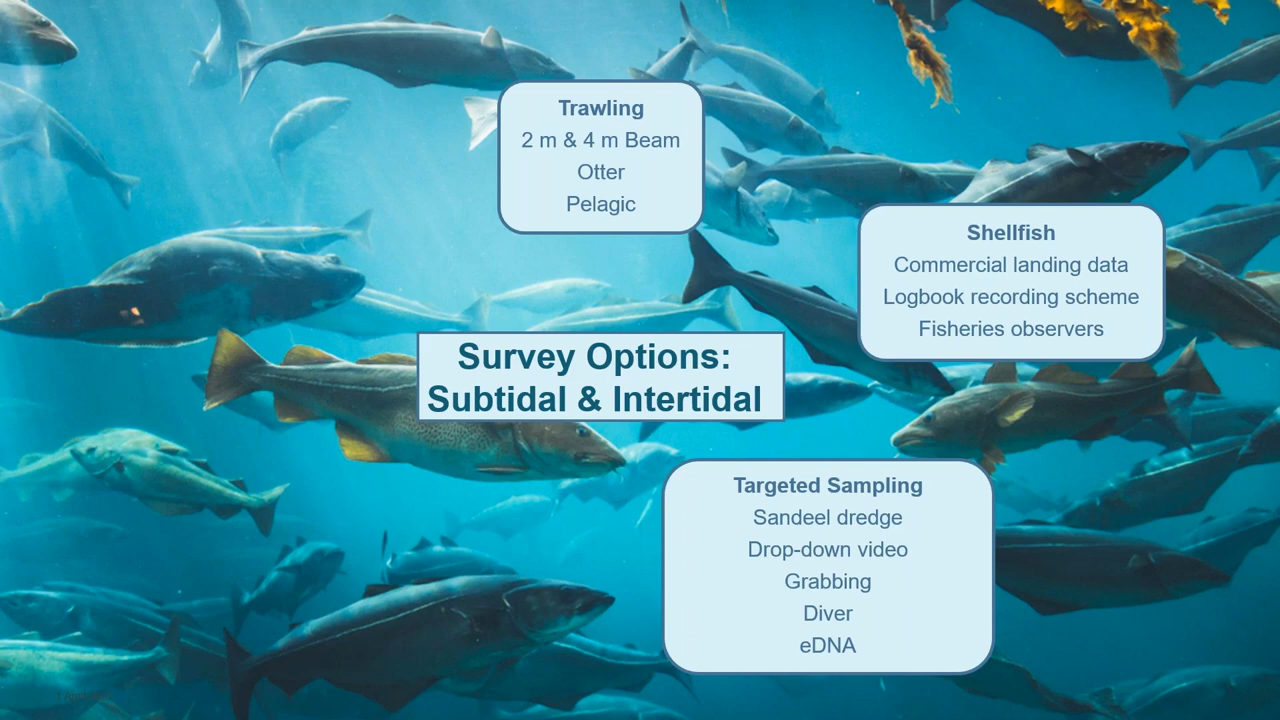 Trawling
2 m & 4 m Beam
Otter
Pelagic
Shellfish
Commercial landing data
Logbook recording scheme
Fisheries observers
Survey Options:
Subtidal & Intertidal
Targeted Sampling
Sandeel dredge
Drop-down video
Grabbing
Diver
eDNA